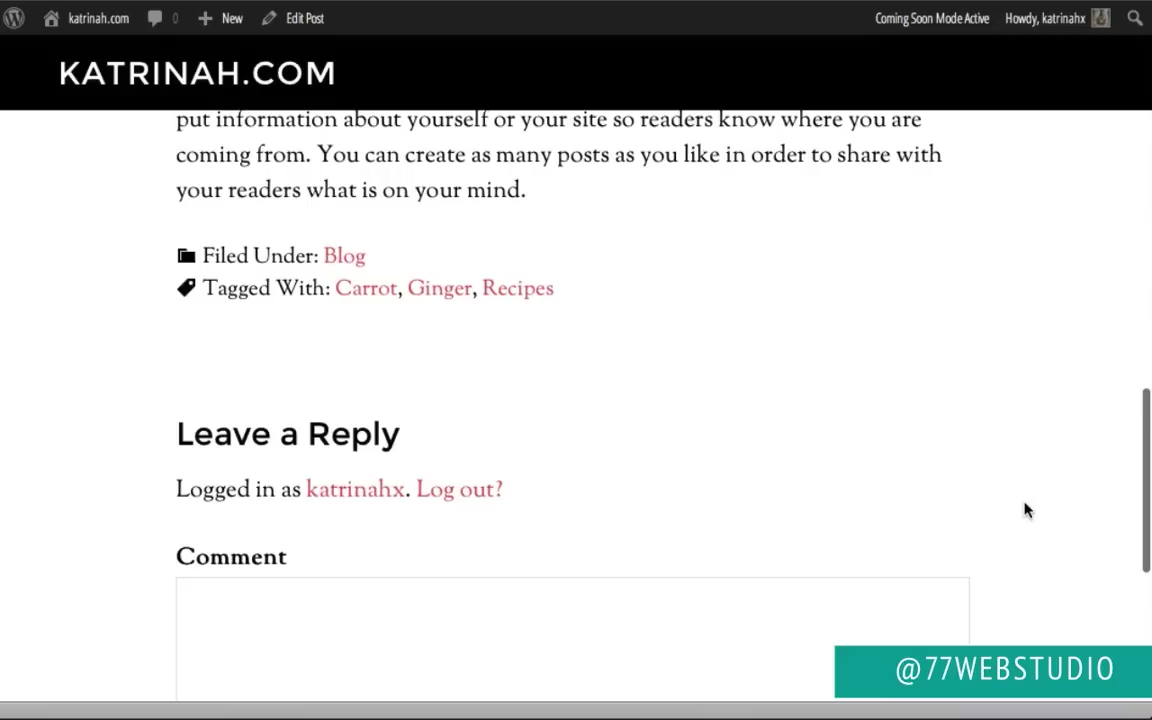 katrinah.com 0 New Edit Post Coming Soon Mode Active Howdy, katrinahx
KATRINAH.COM
put information about yourself or your site so readers know where you are
coming from. You can create as many posts as you like in order to share with
your readers what is on your mind.
Filed Under: Blog
Tagged With: Carrot, Ginger, Recipes
Leave a Reply
Logged in as katrinahx. Log out?
Comment
@77WEBSTUDIO